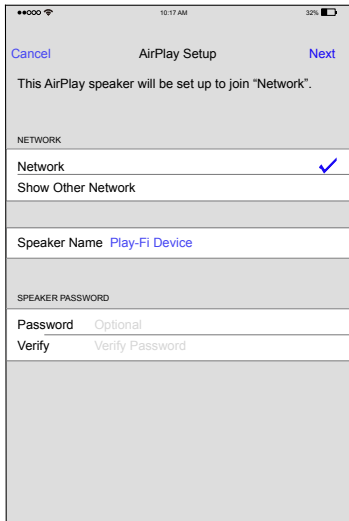 10:17 AM 32%
Cancel AirPlay Setup Next
This AirPlay speaker will be set up to join “Network”.
NETWORK
Network
Show Other Network
Speaker Name Play-Fi Device
SPEAKER PASSWORD
Password Optional
Verify Verify Password